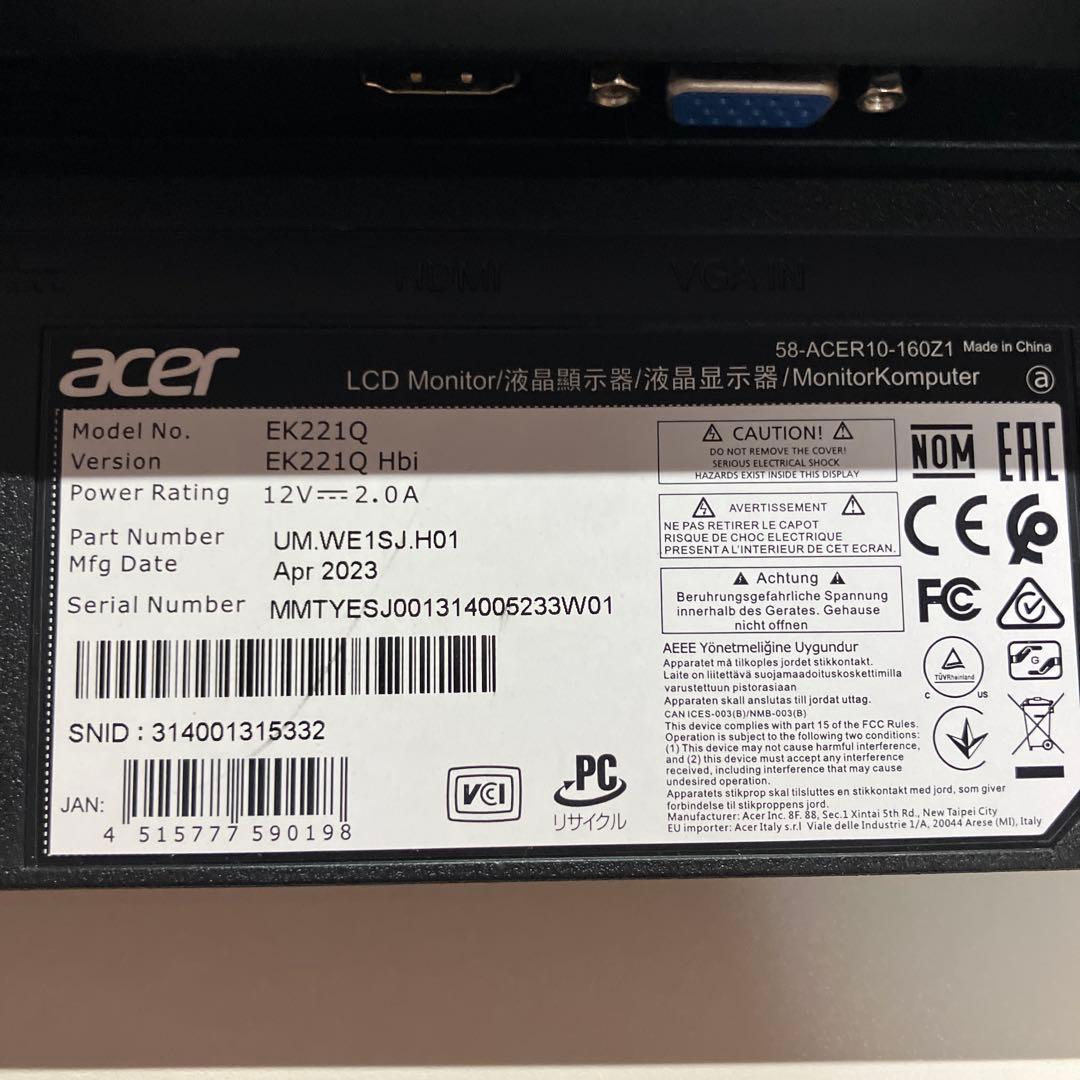 HDMI
VGA IN
acer
58-ACER10-160Z1 Made in China
LCD Monitor/液晶顯示器/液晶显示器/MonitorKomputer
a
Model No. EK221Q
Version EK221Q Hbi
Power Rating 12V⎓2.0A
Part Number UM.WE1SJ.H01
Mfg Date Apr 2023
Serial Number MMTYESJ001314005233W01
SNID : 314001315332
JAN:
4 515777 590198
VCI
PC
リサイクル
CAUTION!
DO NOT REMOVE THE COVER!
SERIOUS ELECTRICAL SHOCK
HAZARDS EXIST INSIDE THIS DISPLAY
AVERTISSEMENT
NE PAS RETIRER LE CAPOT
RISQUE DE CHOC ELECTRIQUE
PRESENT A L'INTERIEUR DE CET ECRAN.
Achtung
Beruhrungsgefahrliche Spannung
innerhalb des Gerates. Gehause
nicht offnen
AEEE Yönetmeliğine Uygundur
Apparatet må tilkoples jordet stikkontakt.
Laite on liitettävä suojamaadoituskoskettimilla
varustettuun pistorasiaan
Apparaten skall anslutas till jordat uttag.
CAN ICES-003(B)/NMB-003(B)
This device complies with part 15 of the FCC Rules.
Operation is subject to the following two conditions:
(1) This device may not cause harmful interference,
and (2) this device must accept any interference
received, including interference that may cause
undesired operation.
Apparatets stikprop skal tilsluttes en stikkontakt med jord, som giver
forbindelse til stikproppens jord.
Manufacturer: Acer Inc. 8F. 88, Sec.1 Xintai 5th Rd., New Taipei City
EU importer: Acer Italy s.r.l Viale delle Industrie 1/A, 20044 Arese (MI), Italy
NOM
EAC
CE
FC
TÜVRheinland
C US
G